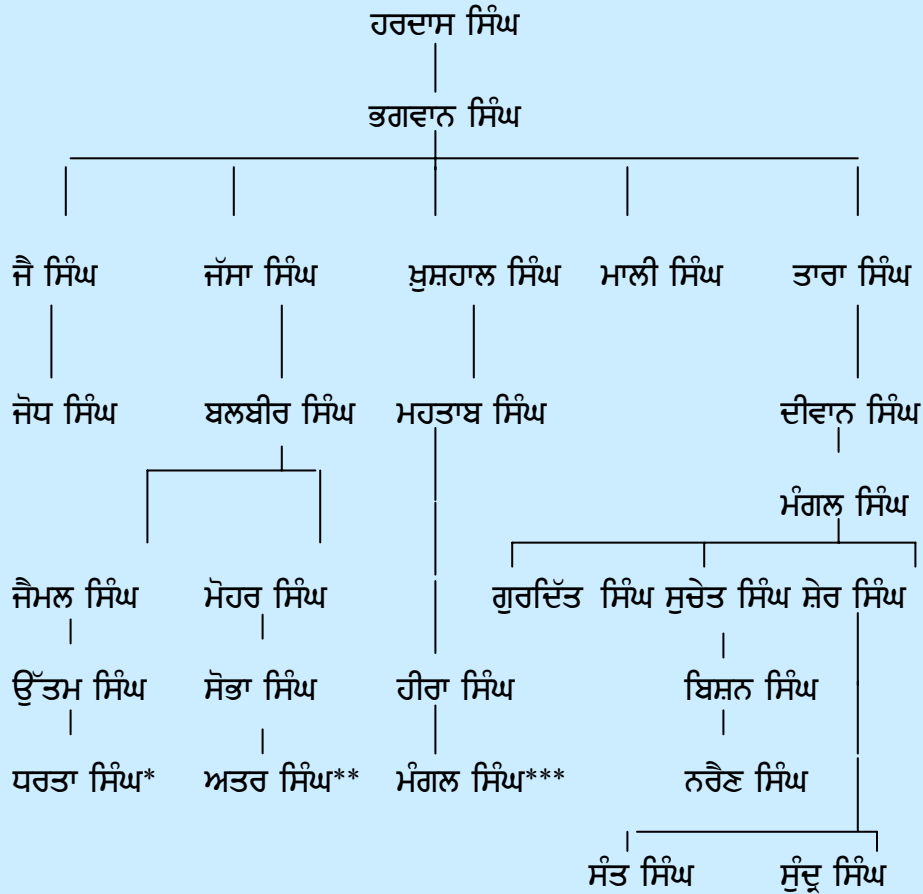 ਹਰਦਾਸ ਸਿੰਘ
ਭਗਵਾਨ ਸਿੰਘ
ਜੈ ਸਿੰਘ ਜੱਸਾ ਸਿੰਘ ਖ਼ੁਸ਼ਹਾਲ ਸਿੰਘ ਮਾਲੀ ਸਿੰਘ ਤਾਰਾ ਸਿੰਘ
ਜੋਧ ਸਿੰਘ ਬਲਬੀਰ ਸਿੰਘ ਮਹਤਾਬ ਸਿੰਘ ਦੀਵਾਨ ਸਿੰਘ
ਮੰਗਲ ਸਿੰਘ
ਜੈਮਲ ਸਿੰਘ ਮੋਹਰ ਸਿੰਘ ਗੁਰਦਿੱਤ ਸਿੰਘ ਸੁਚੇਤ ਸਿੰਘ ਸ਼ੇਰ ਸਿੰਘ
ਉੱਤਮ ਸਿੰਘ ਸੋਭਾ ਸਿੰਘ ਹੀਰਾ ਸਿੰਘ ਬਿਸ਼ਨ ਸਿੰਘ
ਧਰਤਾ ਸਿੰਘ* ਅਤਰ ਸਿੰਘ** ਮੰਗਲ ਸਿੰਘ*** ਨਰੈਣ ਸਿੰਘ
ਸੰਤ ਸਿੰਘ ਸੁੰਦ੍ਰ ਸਿੰਘ